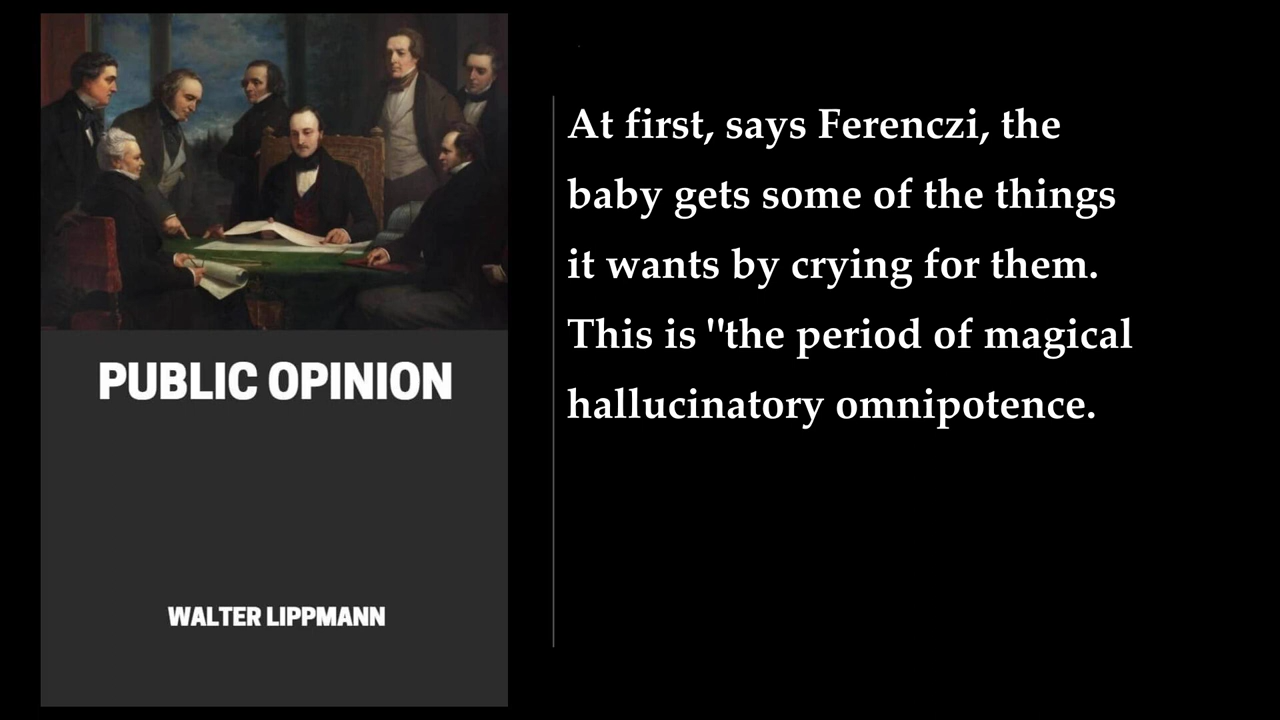 PUBLIC OPINION
WALTER LIPPMANN
At first, says Ferenczi, the
baby gets some of the things
it wants by crying for them.
This is "the period of magical
hallucinatory omnipotence.